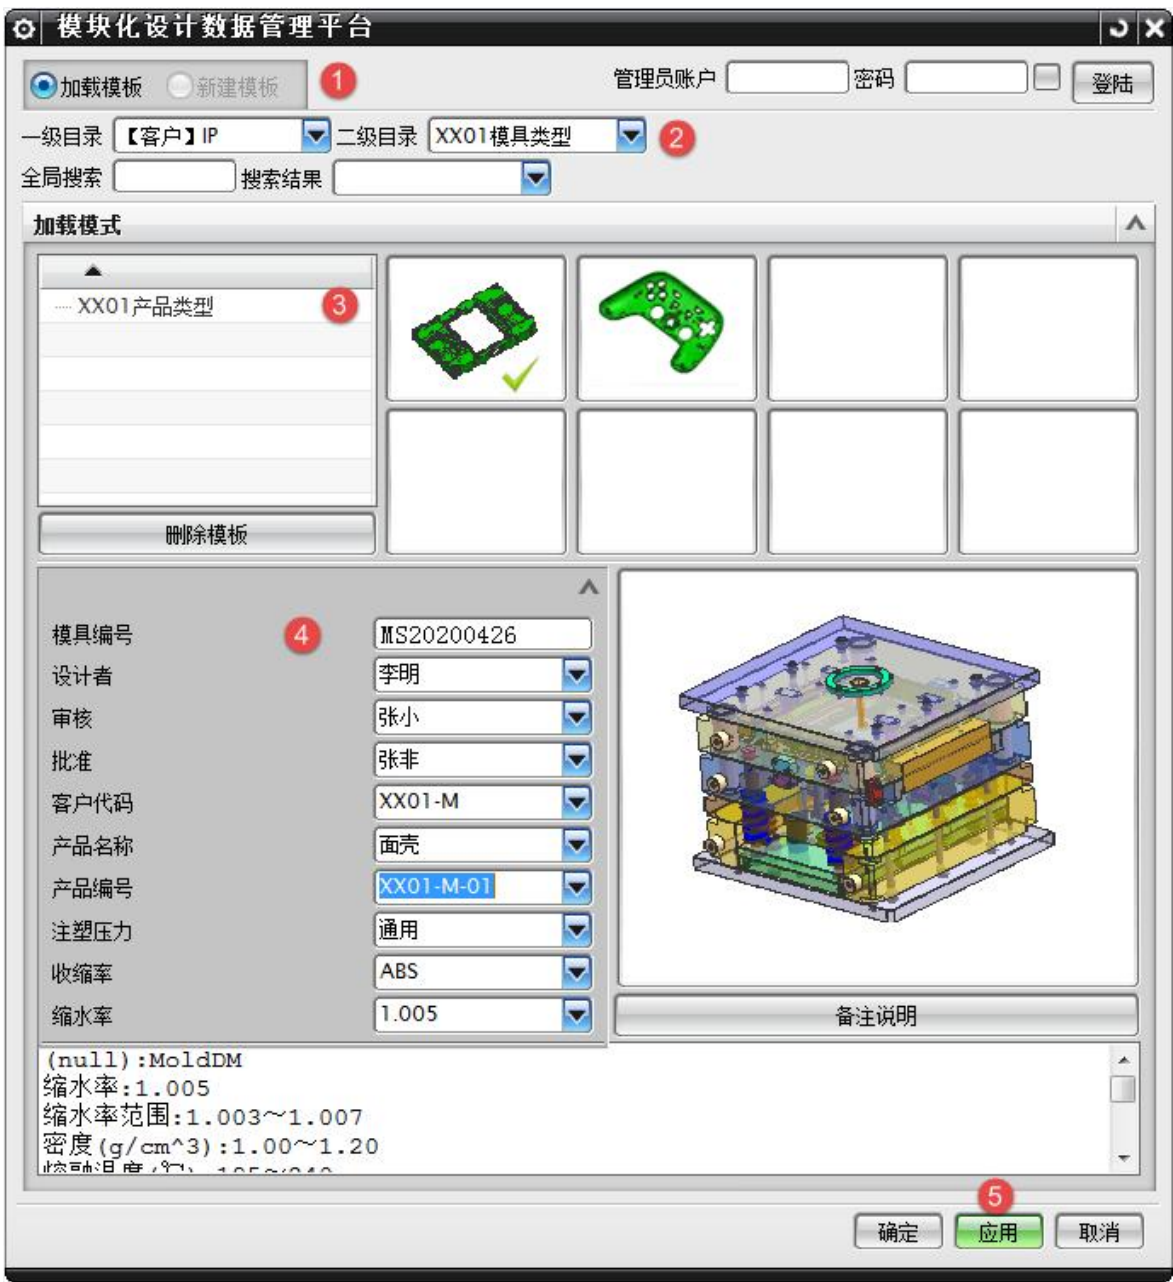 模块化设计数据管理平台
加载模板 新建模板 1 管理员账户 密码 登陆
一级目录 【客户】IP 二级目录 XX01模具类型 2
全局搜索 搜索结果
加载模式
XX01产品类型 3
删除模板
模具编号 4 MS20200426
设计者 李明
审核 张小
批准 张非
客户代码 XX01-M
产品名称 面壳
产品编号 XX01-M-01
注塑压力 通用
收缩率 ABS
缩水率 1.005
备注说明
(null):MoldDM
缩水率:1.005
缩水率范围:1.003~1.007
密度(g/cm^3):1.00~1.20
5
确定 应用 取消